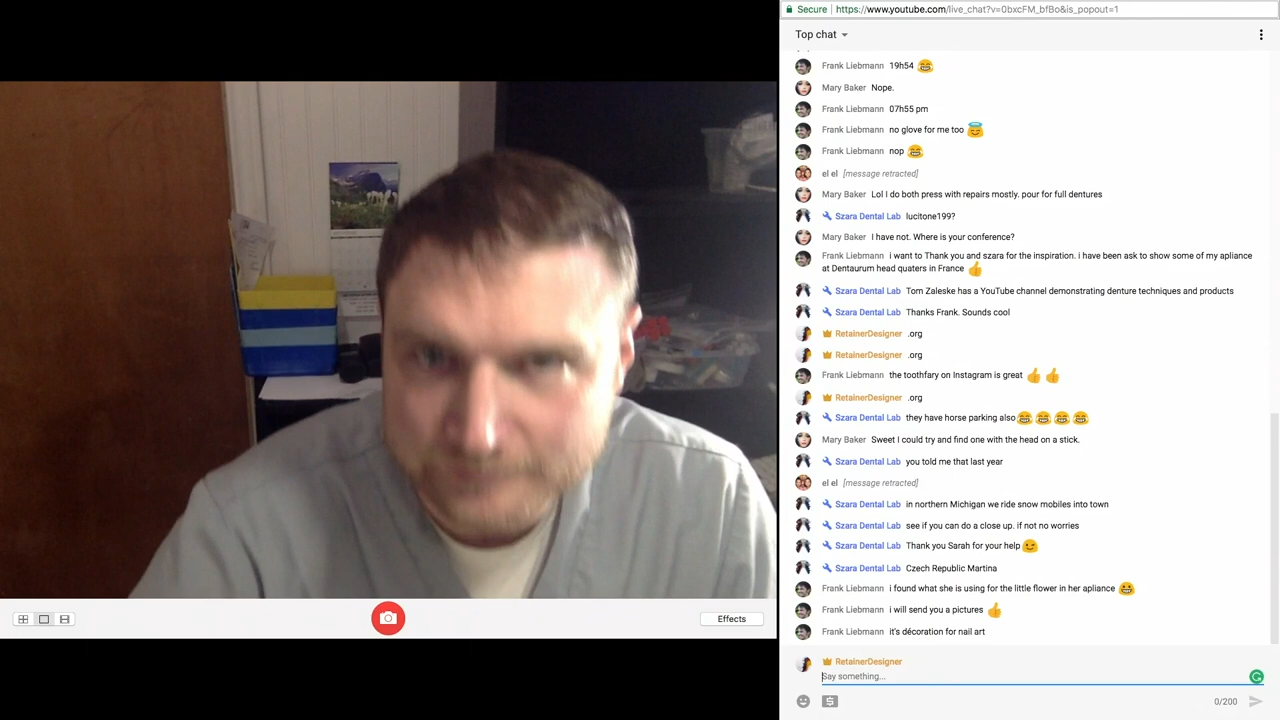 Secure https://www.youtube.com/live_chat?v=0bxcFM_bfBo&is_popout=1
Top chat
Frank Liebmann 19h54 😂
Mary Baker Nope.
Frank Liebmann 07h55 pm
Frank Liebmann no glove for me too 😇
Frank Liebmann nop 😂
el el [message retracted]
Mary Baker Lol I do both press with repairs mostly. pour for full dentures
Szara Dental Lab lucitone199?
Mary Baker I have not. Where is your conference?
Frank Liebmann i want to Thank you and szara for the inspiration. i have been ask to show some of my apliance
at Dentaurum head quaters in France 👍
Szara Dental Lab Tom Zaleske has a YouTube channel demonstrating denture techniques and products
Szara Dental Lab Thanks Frank. Sounds cool
RetainerDesigner .org
RetainerDesigner .org
Frank Liebmann the toothfary on Instagram is great 👍 👍
RetainerDesigner .org
Szara Dental Lab they have horse parking also😂 😂 😂 😂
Mary Baker Sweet I could try and find one with the head on a stick.
Szara Dental Lab you told me that last year
el el [message retracted]
Szara Dental Lab in northern Michigan we ride snow mobiles into town
Szara Dental Lab see if you can do a close up. if not no worries
Szara Dental Lab Thank you Sarah for your help 😉
Szara Dental Lab Czech Republic Martina
Frank Liebmann i found what she is using for the little flower in her apliance 😀
Frank Liebmann i will send you a pictures 👍
Frank Liebmann it's décoration for nail art
RetainerDesigner
Say something...
0/200
Effects